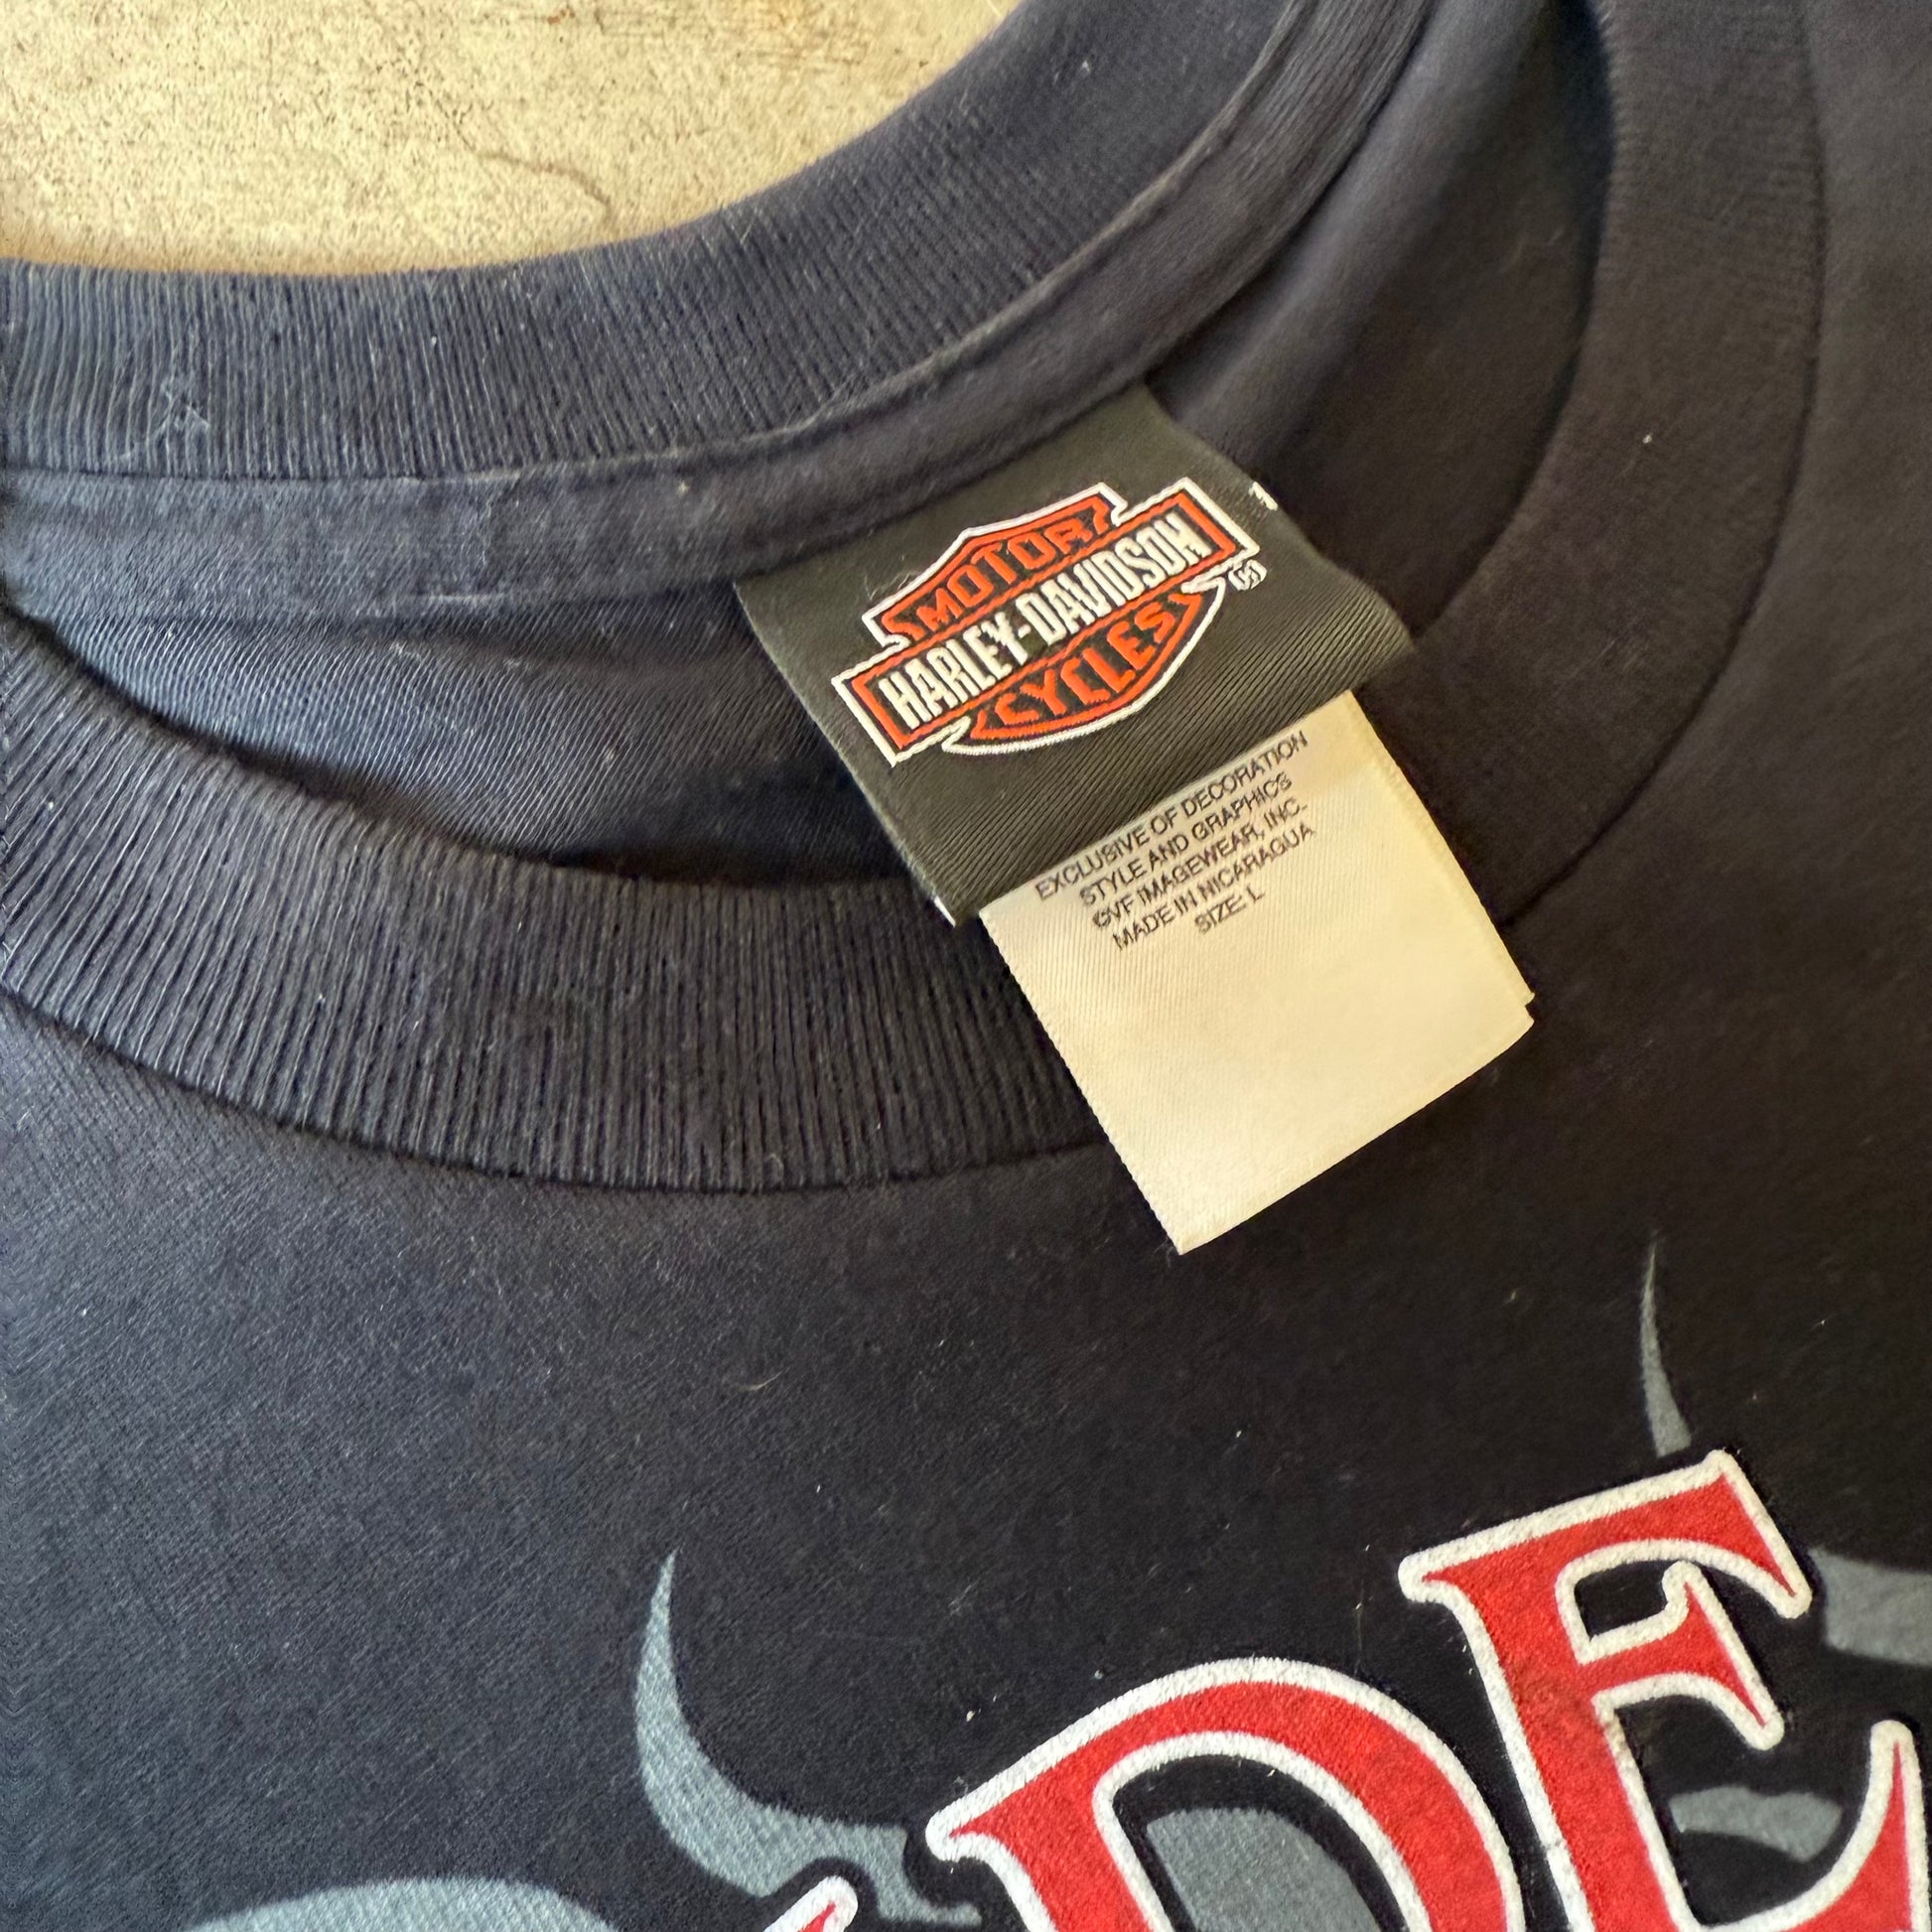 MOTOR
HARLEY-DAVIDSON
CYCLES
®
EXCLUSIVE OF DECORATION
STYLE AND GRAPHICS
©VF IMAGEWEAR, INC.
MADE IN NICARAGUA
SIZE: L
DE